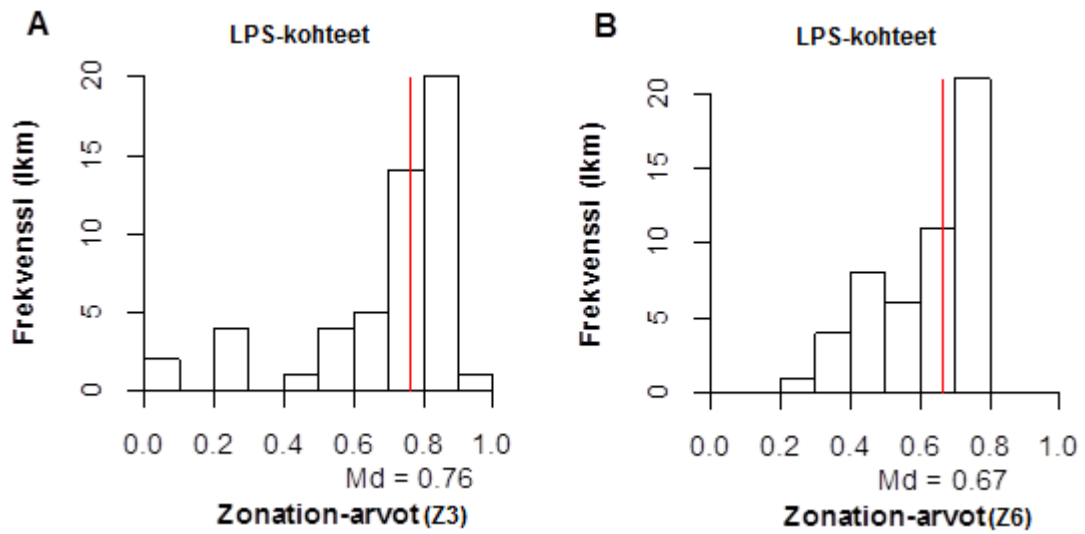 A
LPS-kohteet
Frekvenssi (lkm)
20
15
10
5
0
0.0 0.2 0.4 0.6 0.8 1.0
Md = 0.76
Zonation-arvot(Z3)
B
LPS-kohteet
Frekvenssi (lkm)
20
15
10
5
0
0.0 0.2 0.4 0.6 0.8 1.0
Md = 0.67
Zonation-arvot(Z6)